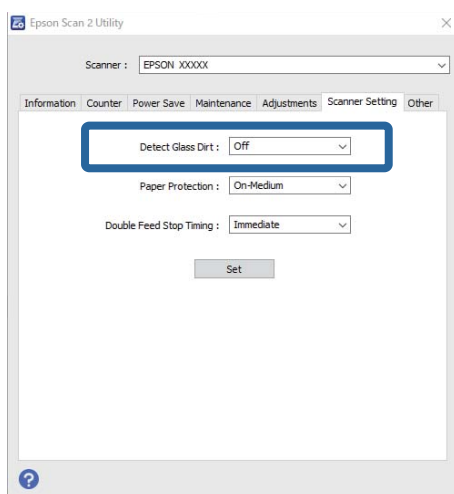 Epson Scan 2 Utility
Scanner : EPSON XXXXX
Information Counter Power Save Maintenance Adjustments Scanner Setting Other
Detect Glass Dirt : Off
Paper Protection : On-Medium
Double Feed Stop Timing : Immediate
Set
?